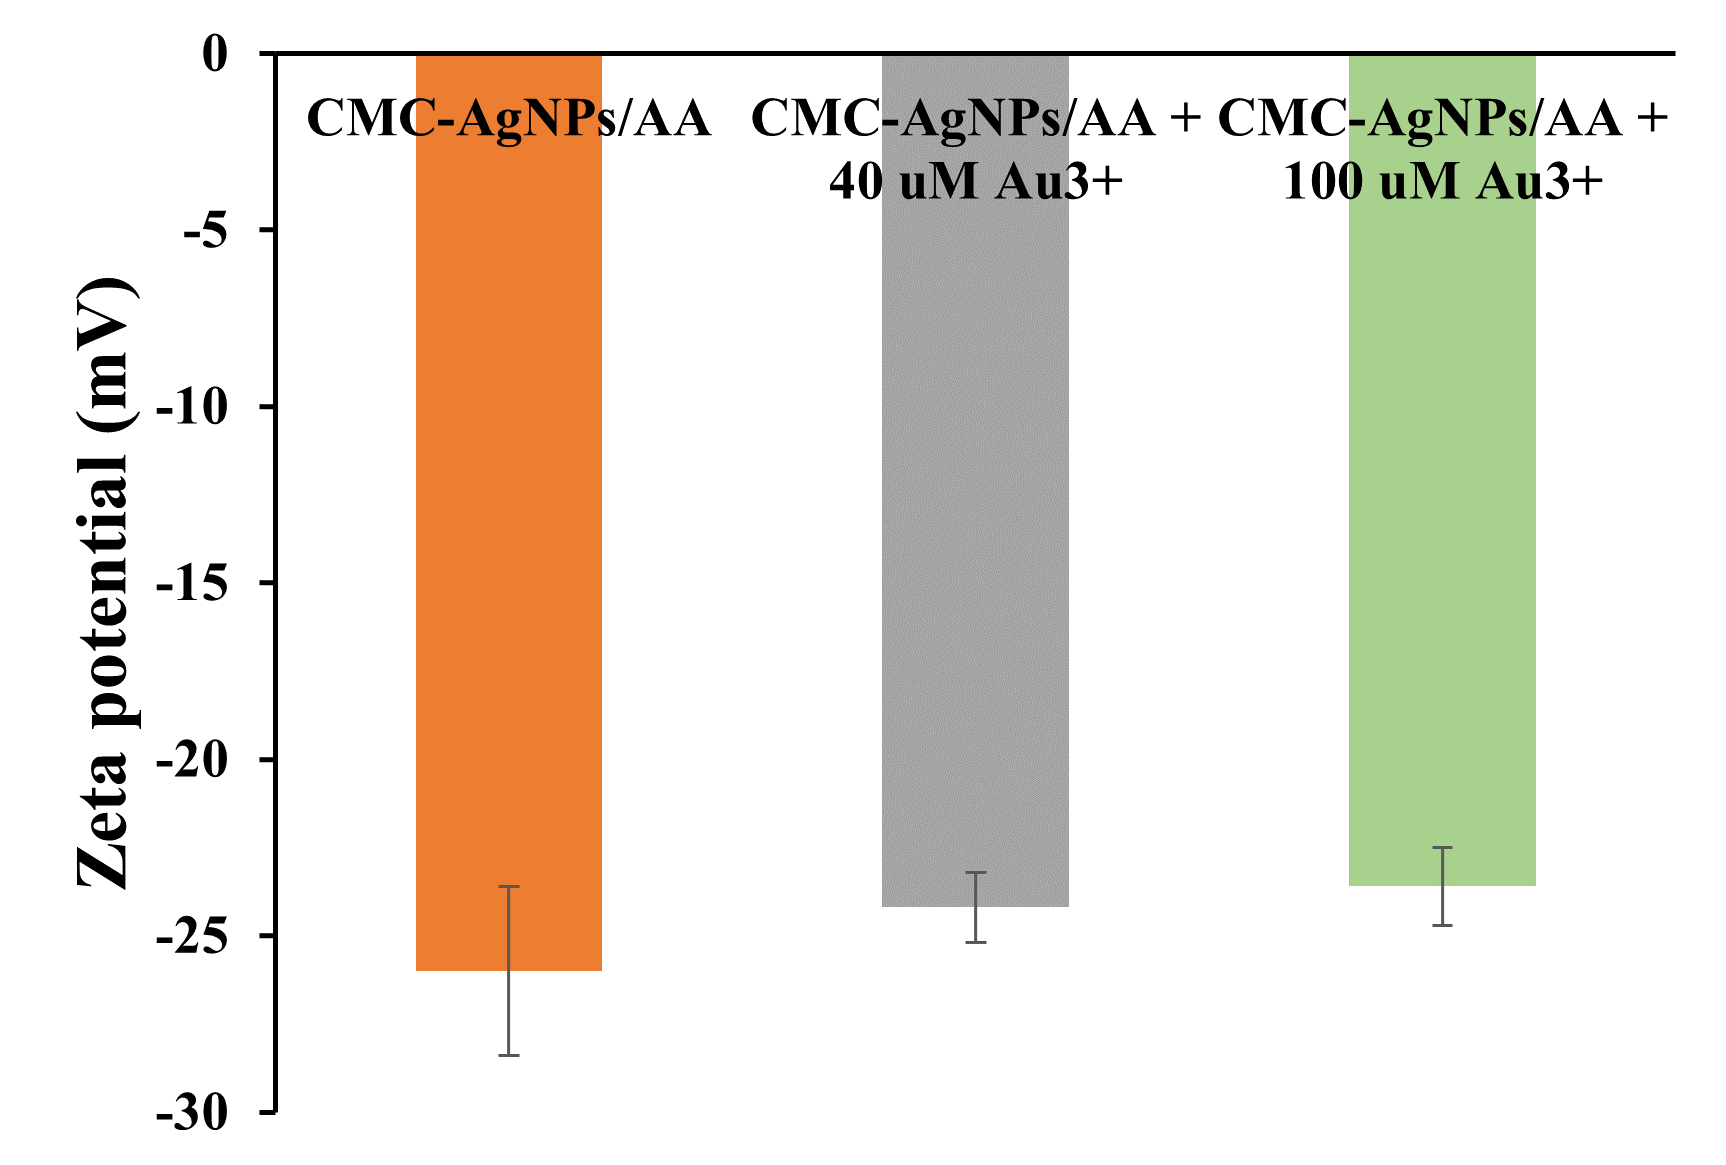 Zeta potential (mV)
0
-5
-10
-15
-20
-25
-30
CMC-AgNPs/AA
CMC-AgNPs/AA +
40 uM Au3+
CMC-AgNPs/AA +
100 uM Au3+